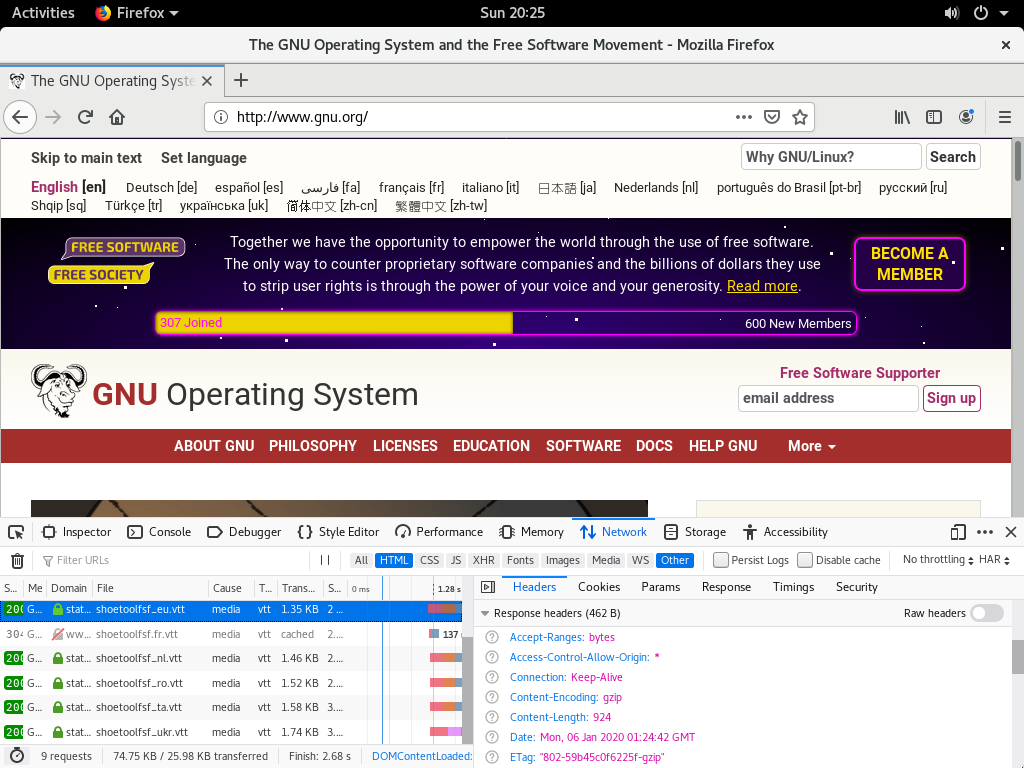 Activities Firefox Sun 20:25
The GNU Operating System and the Free Software Movement - Mozilla Firefox
The GNU Operating Syste
http://www.gnu.org/
Skip to main text Set language Why GNU/Linux? Search
English [en] Deutsch [de] español [es] فارسی [fa] français [fr] italiano [it] 日本語 [ja] Nederlands [nl] português do Brasil [pt-br] русский [ru]
Shqip [sq] Türkçe [tr] українська [uk] 简体中文 [zh-cn] 繁體中文 [zh-tw]
FREE SOFTWARE
FREE SOCIETY
Together we have the opportunity to empower the world through the use of free software.
The only way to counter proprietary software companies and the billions of dollars they use
to strip user rights is through the power of your voice and your generosity. Read more.
BECOME A
MEMBER
307 Joined 600 New Members
GNU Operating System
Free Software Supporter
email address Sign up
ABOUT GNU PHILOSOPHY LICENSES EDUCATION SOFTWARE DOCS HELP GNU More
Inspector Console Debugger Style Editor Performance Memory Network Storage Accessibility
Filter URLs All HTML CSS JS XHR Fonts Images Media WS Other Persist Logs Disable cache No throttling HAR
S... Me Domain File Cause T... Trans... S... 0 ms 1.28 s
200 G... stat... shoetoolfsf_eu.vtt media vtt 1.35 KB 2 ...
304 G... ww... shoetoolfsf.fr.vtt media vtt cached 2.... 137
200 G... stat... shoetoolfsf_nl.vtt media vtt 1.46 KB 2....
200 G... stat... shoetoolfsf_ro.vtt media vtt 1.52 KB 2....
200 G... stat... shoetoolfsf_ta.vtt media vtt 1.58 KB 3....
200 G... stat... shoetoolfsf_ukr.vtt media vtt 1.74 KB 3....
9 requests 74.75 KB / 25.98 KB transferred Finish: 2.68 s DOMContentLoaded:
Headers Cookies Params Response Timings Security
Response headers (462 B) Raw headers
Accept-Ranges: bytes
Access-Control-Allow-Origin: *
Connection: Keep-Alive
Content-Encoding: gzip
Content-Length: 924
Date: Mon, 06 Jan 2020 01:24:42 GMT
ETag: "802-59b45c0f6225f-gzip"